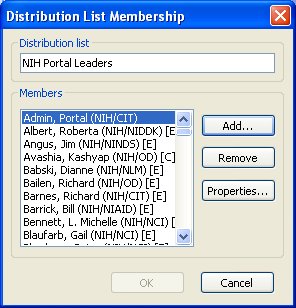 Distribution List Membership
Distribution list
NIH Portal Leaders
Members
Admin, Portal (NIH/CIT)
Albert, Roberta (NIH/NIDDK) [E]
Angus, Jim (NIH/NINDS) [E]
Avashia, Kashyap (NIH/OD) [C]
Babski, Dianne (NIH/NLM) [E]
Bailen, Richard (NIH/OD) [E]
Barnes, Richard (NIH/CIT) [E]
Barrick, Bill (NIH/NIAID) [E]
Bennett, L. Michelle (NIH/NCI) [E]
Blaufarb, Gail (NIH/NCI) [E]
Add...
Remove
Properties...
OK
Cancel